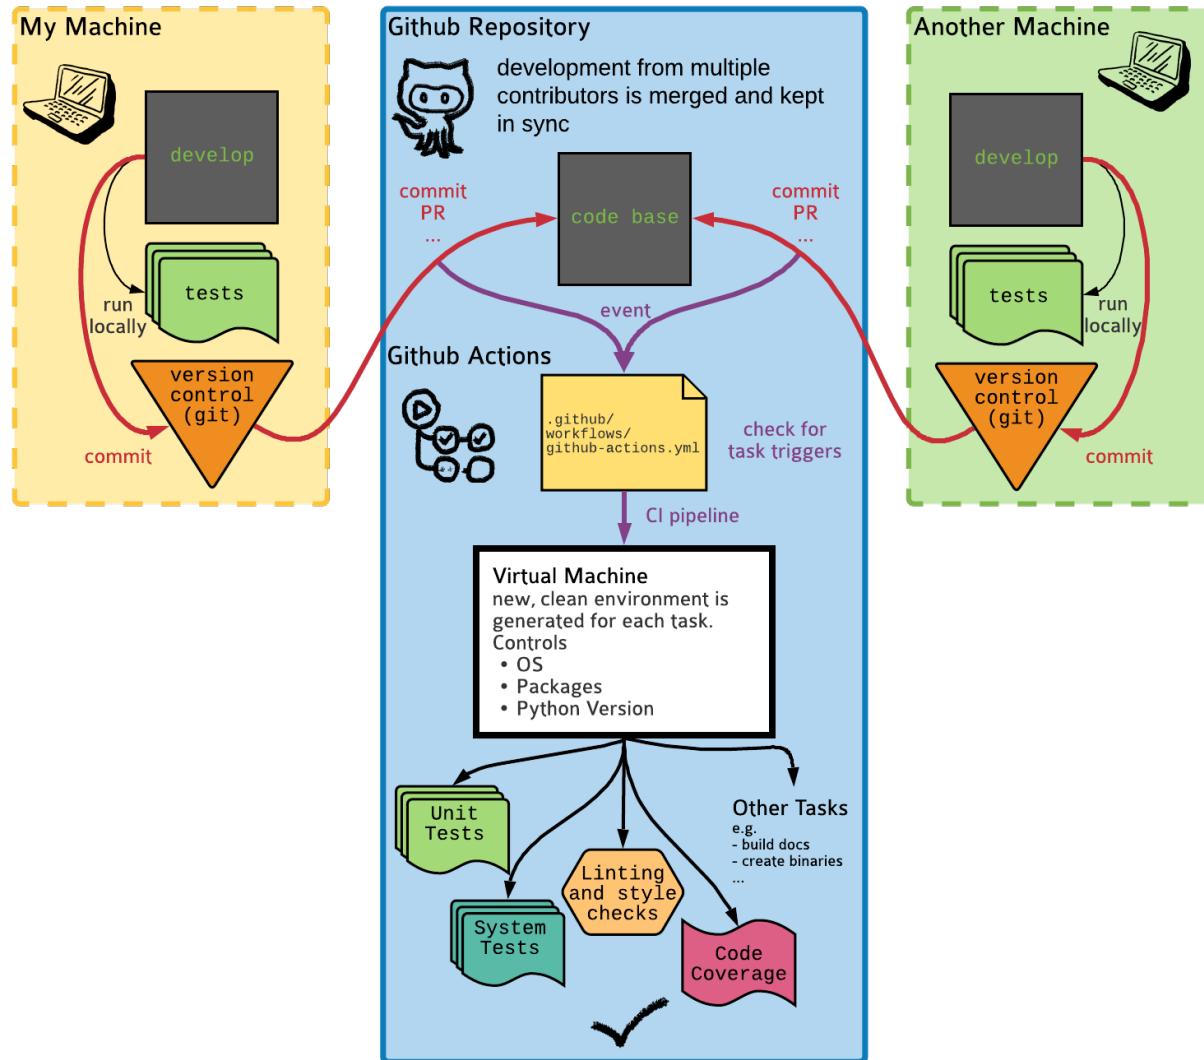 My Machine
develop
tests
run
locally
version
control
(git)
commit
Github Repository
development from multiple
contributors is merged and kept
in sync
commit
PR
...
code base
commit
PR
...
event
Github Actions
.github/
workflows/
github-actions.yml
check for
task triggers
CI pipeline
Virtual Machine
new, clean environment is
generated for each task.
Controls
• OS
• Packages
• Python Version
Unit
Tests
System
Tests
Linting
and style
checks
Code
Coverage
Other Tasks
e.g.
- build docs
- create binaries
...
Another Machine
develop
tests
run
locally
version
control
(git)
commit